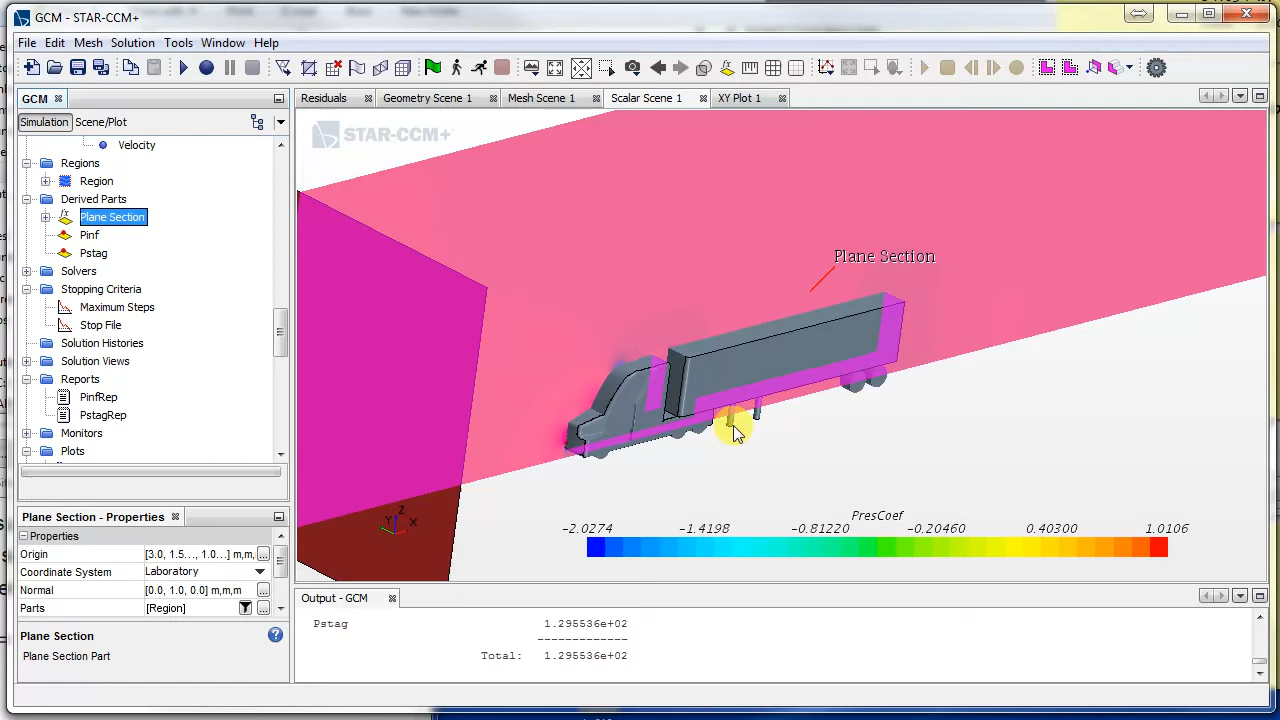 GCM - STAR-CCM+
File Edit Mesh Solution Tools Window Help
GCM
Residuals Geometry Scene 1 Mesh Scene 1 Scalar Scene 1 XY Plot 1
Simulation Scene/Plot
STAR-CCM+
Velocity
Regions
Region
Derived Parts
Plane Section
Pinf
Pstag
Solvers
Stopping Criteria
Maximum Steps
Stop File
Solution Histories
Solution Views
Reports
PinfRep
PstagRep
Monitors
Plots
Plane Section
Z
Y
X
PresCoef
-2.0274 -1.4198 -0.81220 -0.20460 0.40300 1.0106
Plane Section - Properties
Properties
Origin [3.0, 1.5..., 1.0...] m,m,
Coordinate System Laboratory
Normal [0.0, 1.0, 0.0] m,m,m
Parts [Region]
Plane Section
Plane Section Part
Output - GCM
Pstag 1.295536e+02
-------------
Total: 1.295536e+02